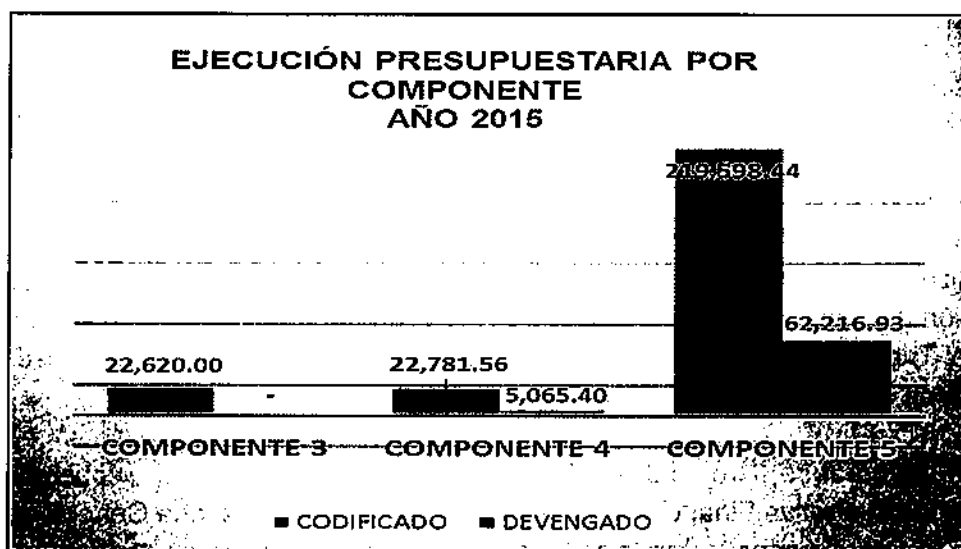 EJECUCIÓN PRESUPUESTARIA POR
COMPONENTE
AÑO 2015
219,698.44
62,216.93
22,620.00
22,781.56
-
5,065.40
COMPONENTE 3 COMPONENTE 4 COMPONENTE 5
CODIFICADO DEVENGADO